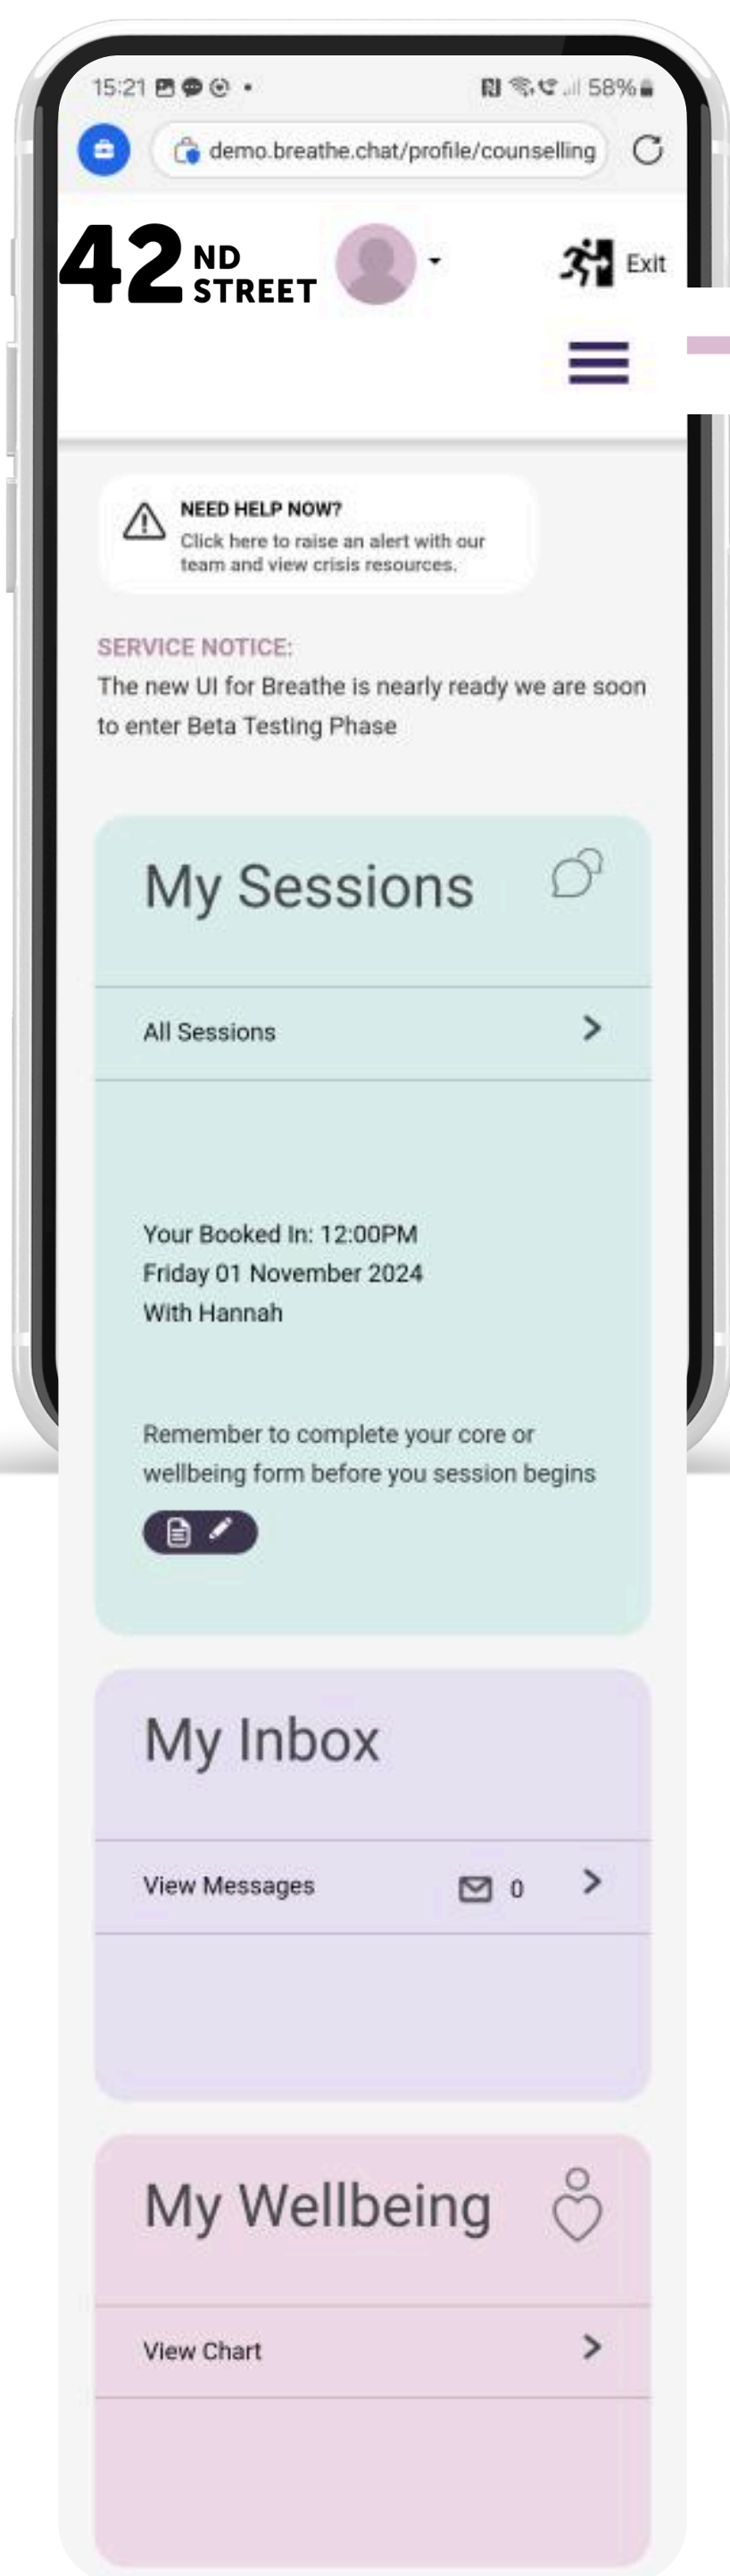 15:21
58%
demo.breathe.chat/profile/counselling
42 ND
STREET
Exit
NEED HELP NOW?
Click here to raise an alert with our
team and view crisis resources.
SERVICE NOTICE:
The new UI for Breathe is nearly ready we are soon
to enter Beta Testing Phase
My Sessions
All Sessions
Your Booked In: 12:00PM
Friday 01 November 2024
With Hannah
Remember to complete your core or
wellbeing form before you session begins
My Inbox
View Messages 0
My Wellbeing
View Chart